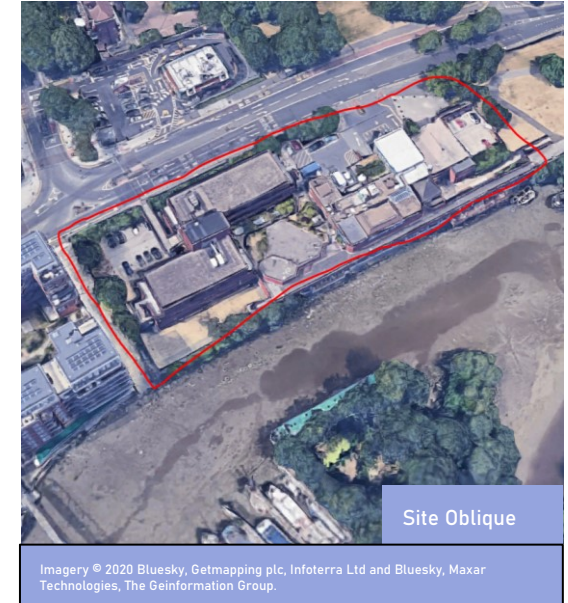 Site Oblique
Imagery © 2020 Bluesky, Getmapping plc, Infoterra Ltd and Bluesky, Maxar
Technologies, The Geinformation Group.